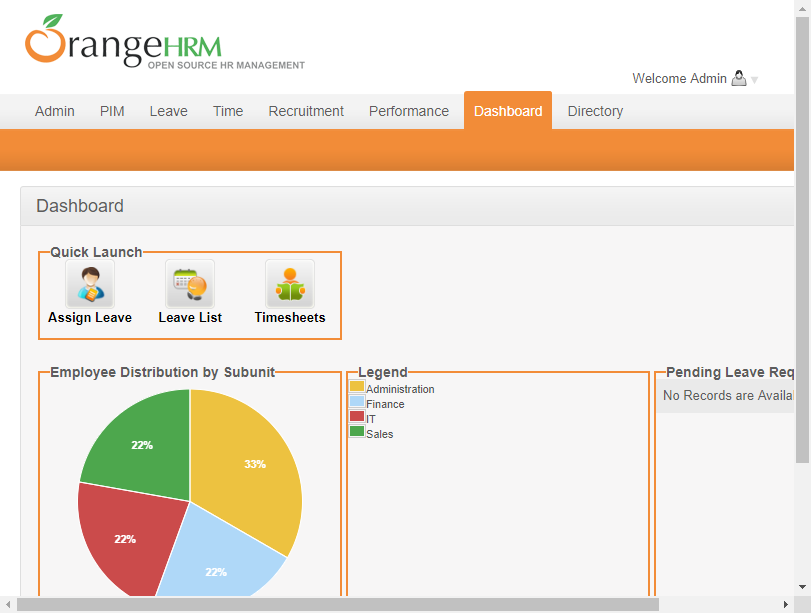 OrangeHRM
OPEN SOURCE HR MANAGEMENT
Welcome Admin
Admin PIM Leave Time Recruitment Performance Dashboard Directory
Dashboard
Quick Launch
Assign Leave Leave List Timesheets
Employee Distribution by Subunit
Legend
Pending Leave Req
Administration
Finance
IT
Sales
No Records are Availa
22%
33%
22%
22%